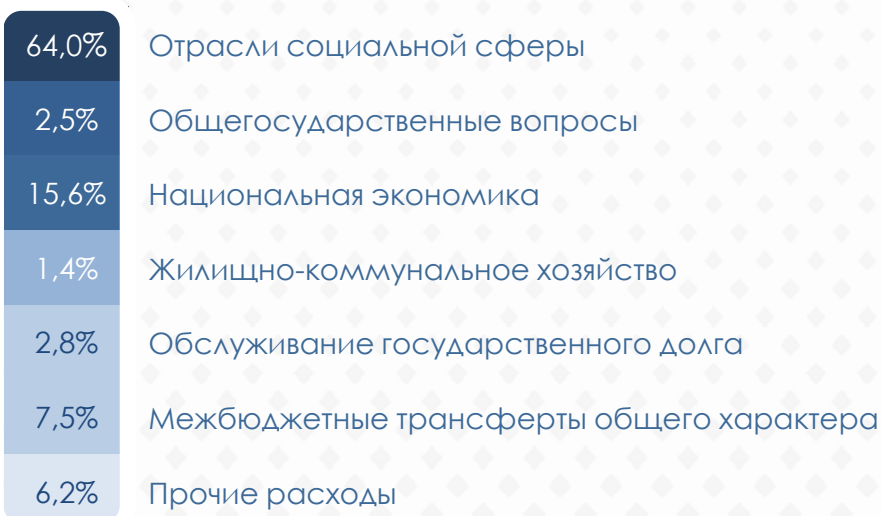 64,0% Отрасли социальной сферы
2,5% Общегосударственные вопросы
15,6% Национальная экономика
1,4% Жилищно-коммунальное хозяйство
2,8% Обслуживание государственного долга
7,5% Межбюджетные трансферты общего характера
6,2% Прочие расходы